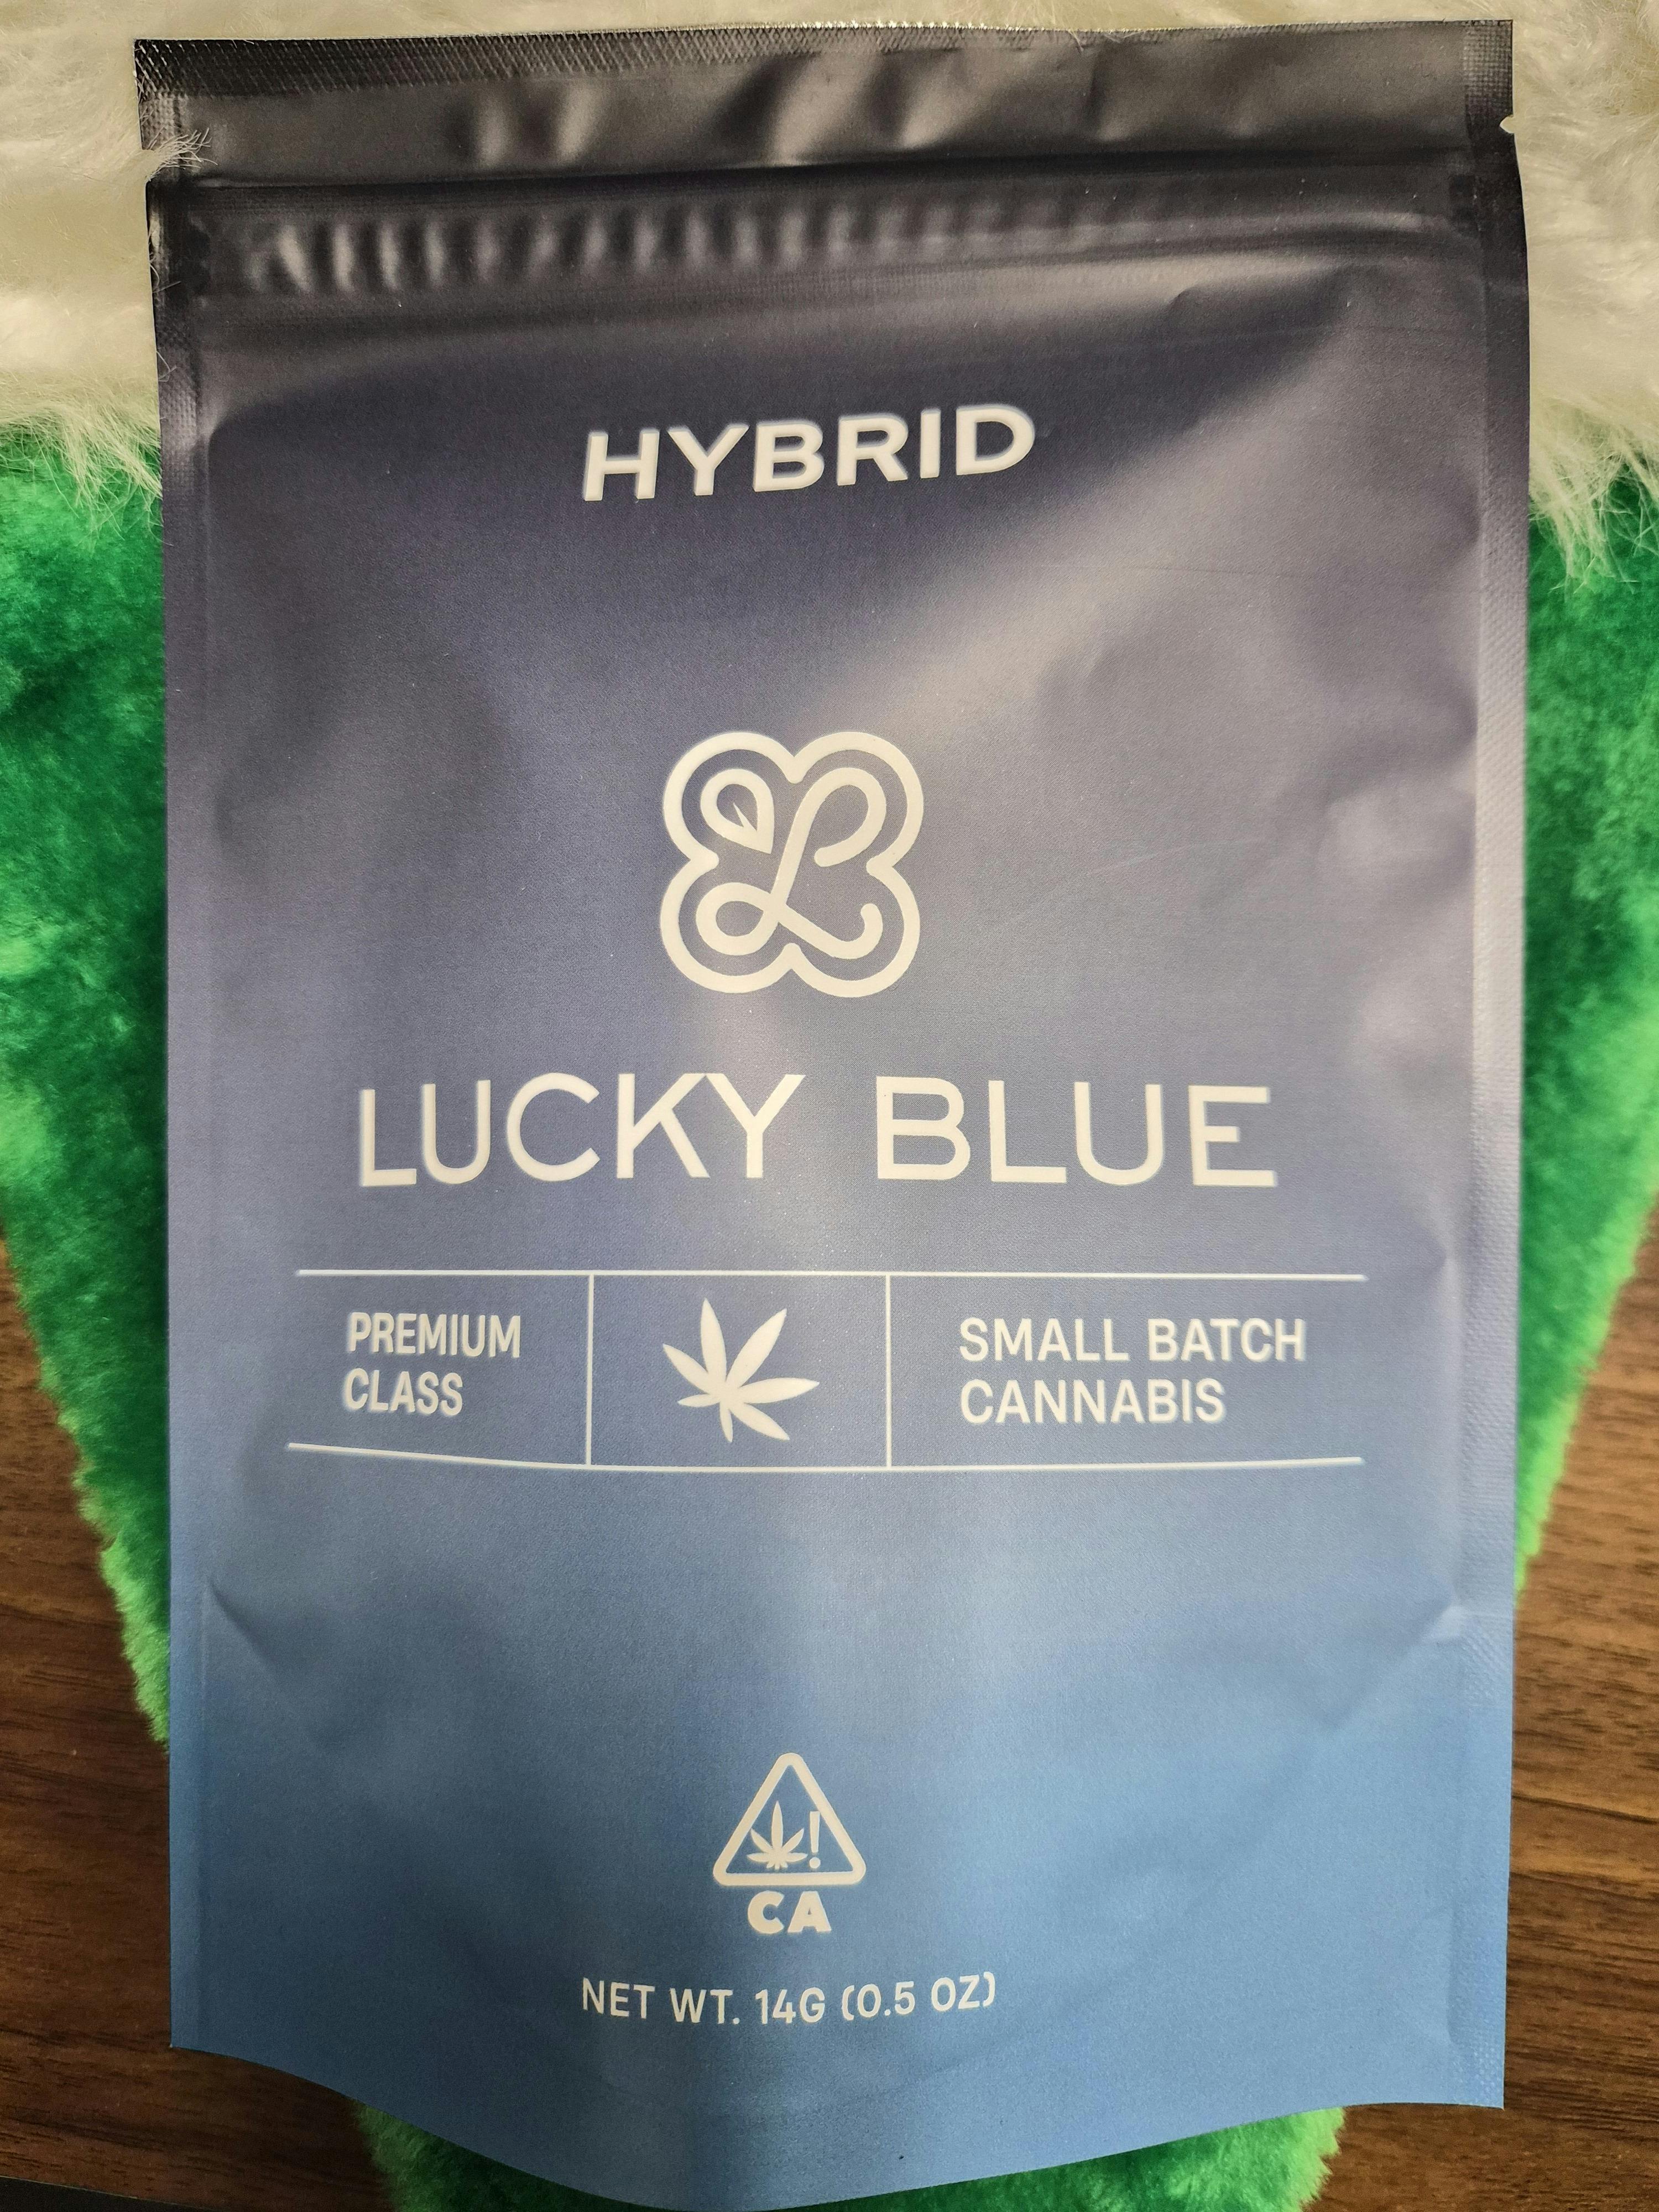 HYBRID
LUCKY BLUE
PREMIUM
CLASS
SMALL BATCH
CANNABIS
!
CA
NET WT. 14G (0.5 OZ)